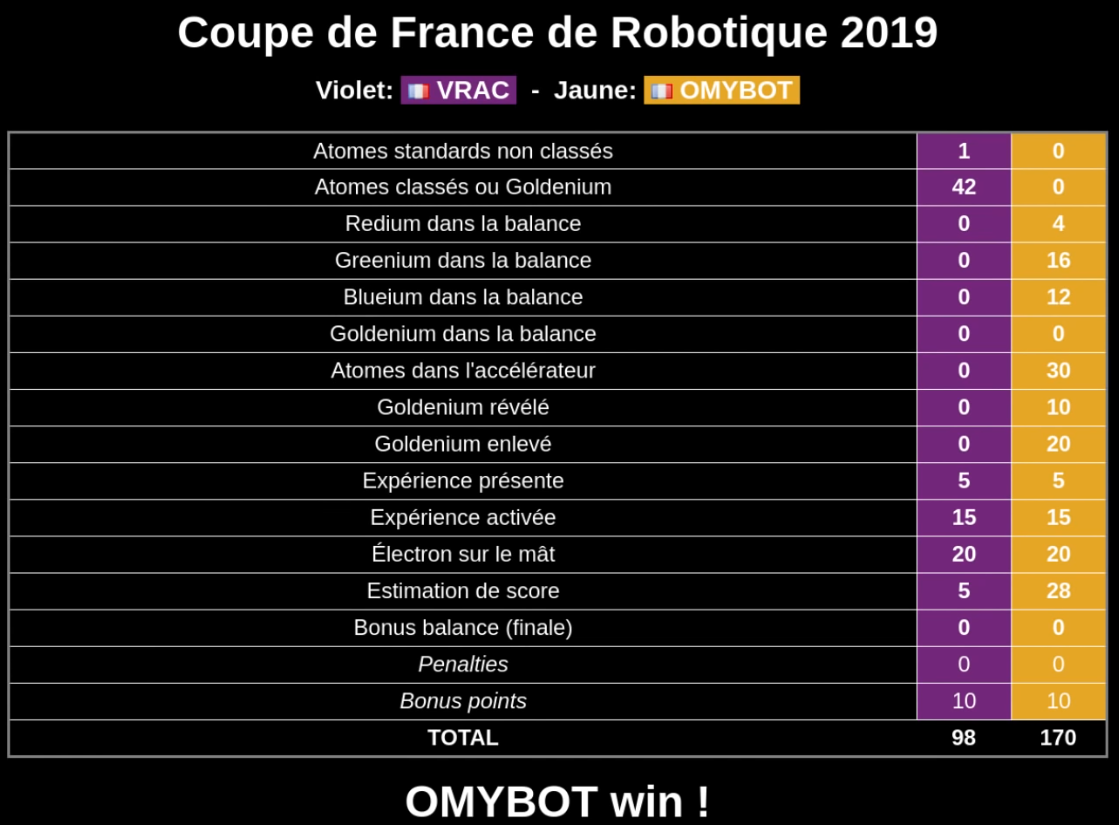 Coupe de France de Robotique 2019
Violet: VRAC - Jaune: OMYBOT
Atomes standards non classés 1 0
Atomes classés ou Goldenium 42 0
Redium dans la balance 0 4
Greenium dans la balance 0 16
Blueium dans la balance 0 12
Goldenium dans la balance 0 0
Atomes dans l'accélérateur 0 30
Goldenium révélé 0 10
Goldenium enlevé 0 20
Expérience présente 5 5
Expérience activée 15 15
Électron sur le mât 20 20
Estimation de score 5 28
Bonus balance (finale) 0 0
Penalties 0 0
Bonus points 10 10
TOTAL 98 170
OMYBOT win !